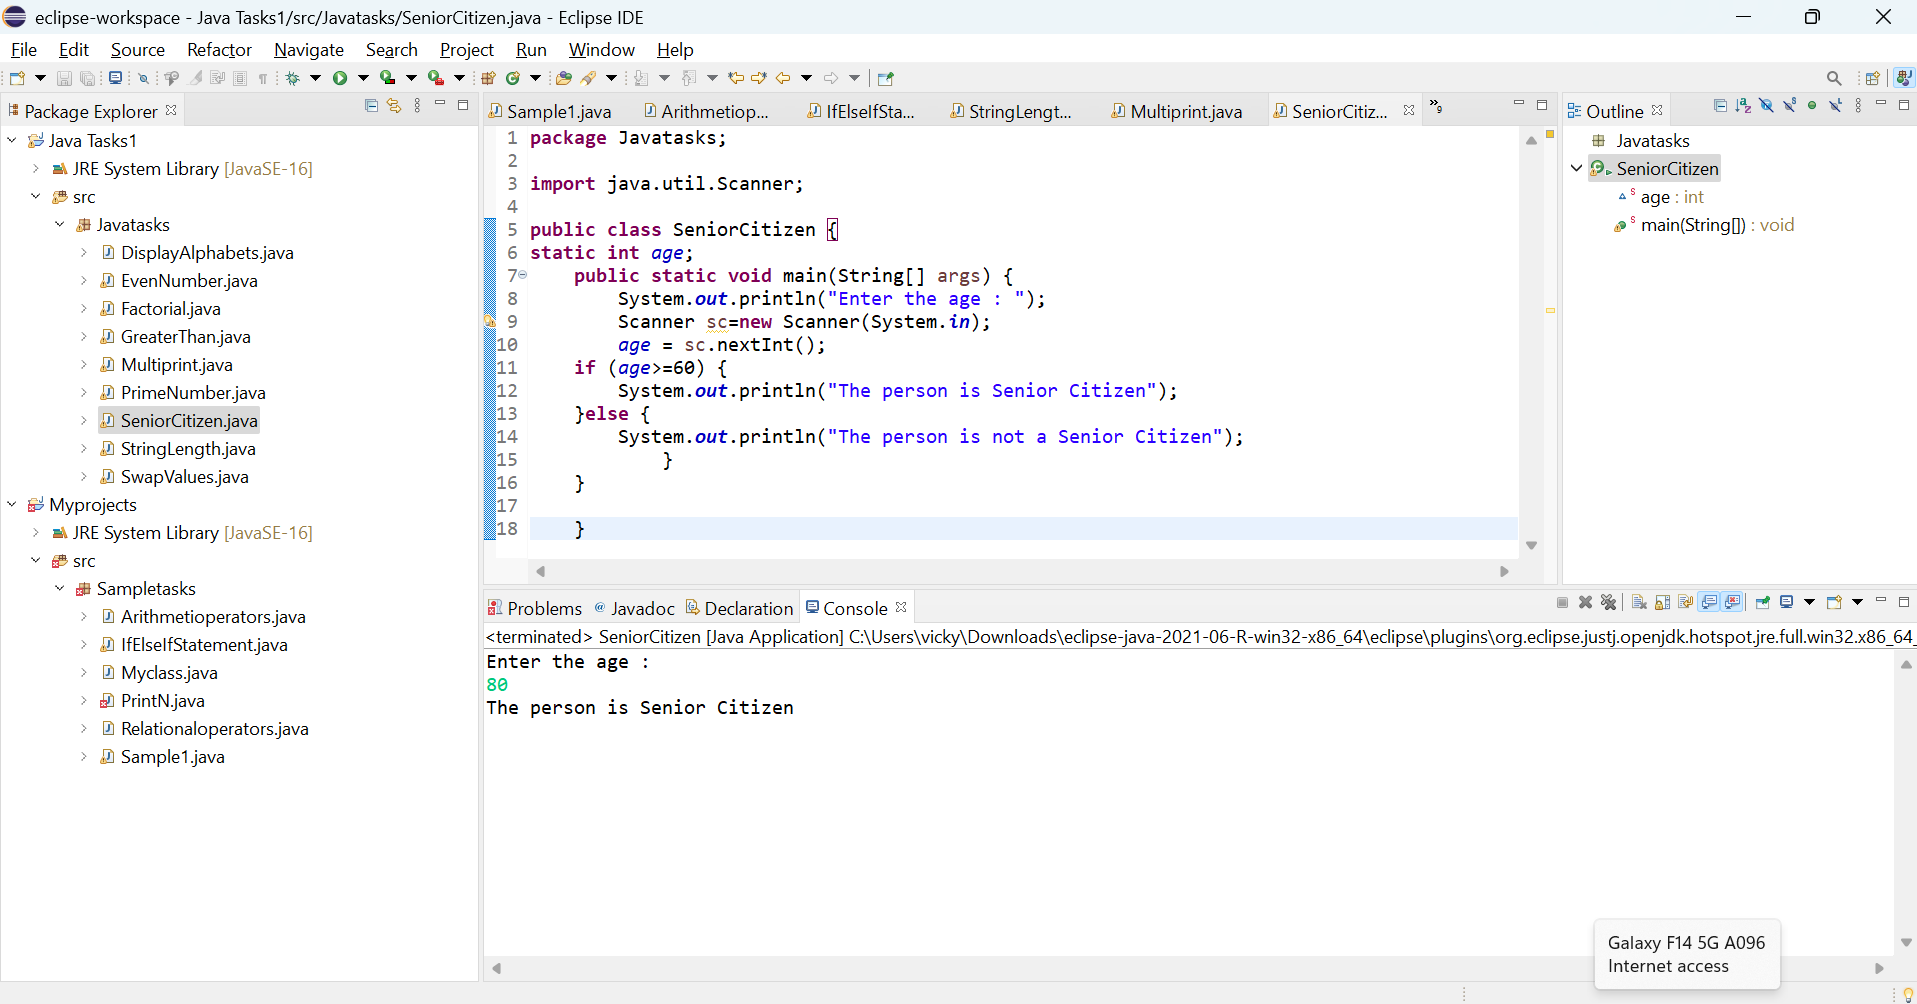 eclipse-workspace - Java Tasks1/src/Javatasks/SeniorCitizen.java - Eclipse IDE
File Edit Source Refactor Navigate Search Project Run Window Help
Package Explorer
Java Tasks1
JRE System Library [JavaSE-16]
src
Javatasks
DisplayAlphabets.java
EvenNumber.java
Factorial.java
GreaterThan.java
Multiprint.java
PrimeNumber.java
SeniorCitizen.java
StringLength.java
SwapValues.java
Myprojects
JRE System Library [JavaSE-16]
src
Sampletasks
Arithmetioperators.java
IfElseIfStatement.java
Myclass.java
PrintN.java
Relationaloperators.java
Sample1.java
Sample1.java Arithmetiop... IfElseIfSta... StringLengt... Multiprint.java SeniorCitiz... »9
1 package Javatasks;
2
3 import java.util.Scanner;
4
5 public class SeniorCitizen {
6 static int age;
7 public static void main(String[] args) {
8 System.out.println("Enter the age : ");
9 Scanner sc=new Scanner(System.in);
10 age = sc.nextInt();
11 if (age>=60) {
12 System.out.println("The person is Senior Citizen");
13 }else {
14 System.out.println("The person is not a Senior Citizen");
15 }
16 }
17
18 }
Outline
Javatasks
SeniorCitizen
age : int
main(String[]) : void
Problems @ Javadoc Declaration Console
<terminated> SeniorCitizen [Java Application] C:\Users\vicky\Downloads\eclipse-java-2021-06-R-win32-x86_64\eclipse\plugins\org.eclipse.justj.openjdk.hotspot.jre.full.win32.x86_64_
Enter the age :
80
The person is Senior Citizen
Galaxy F14 5G A096
Internet access